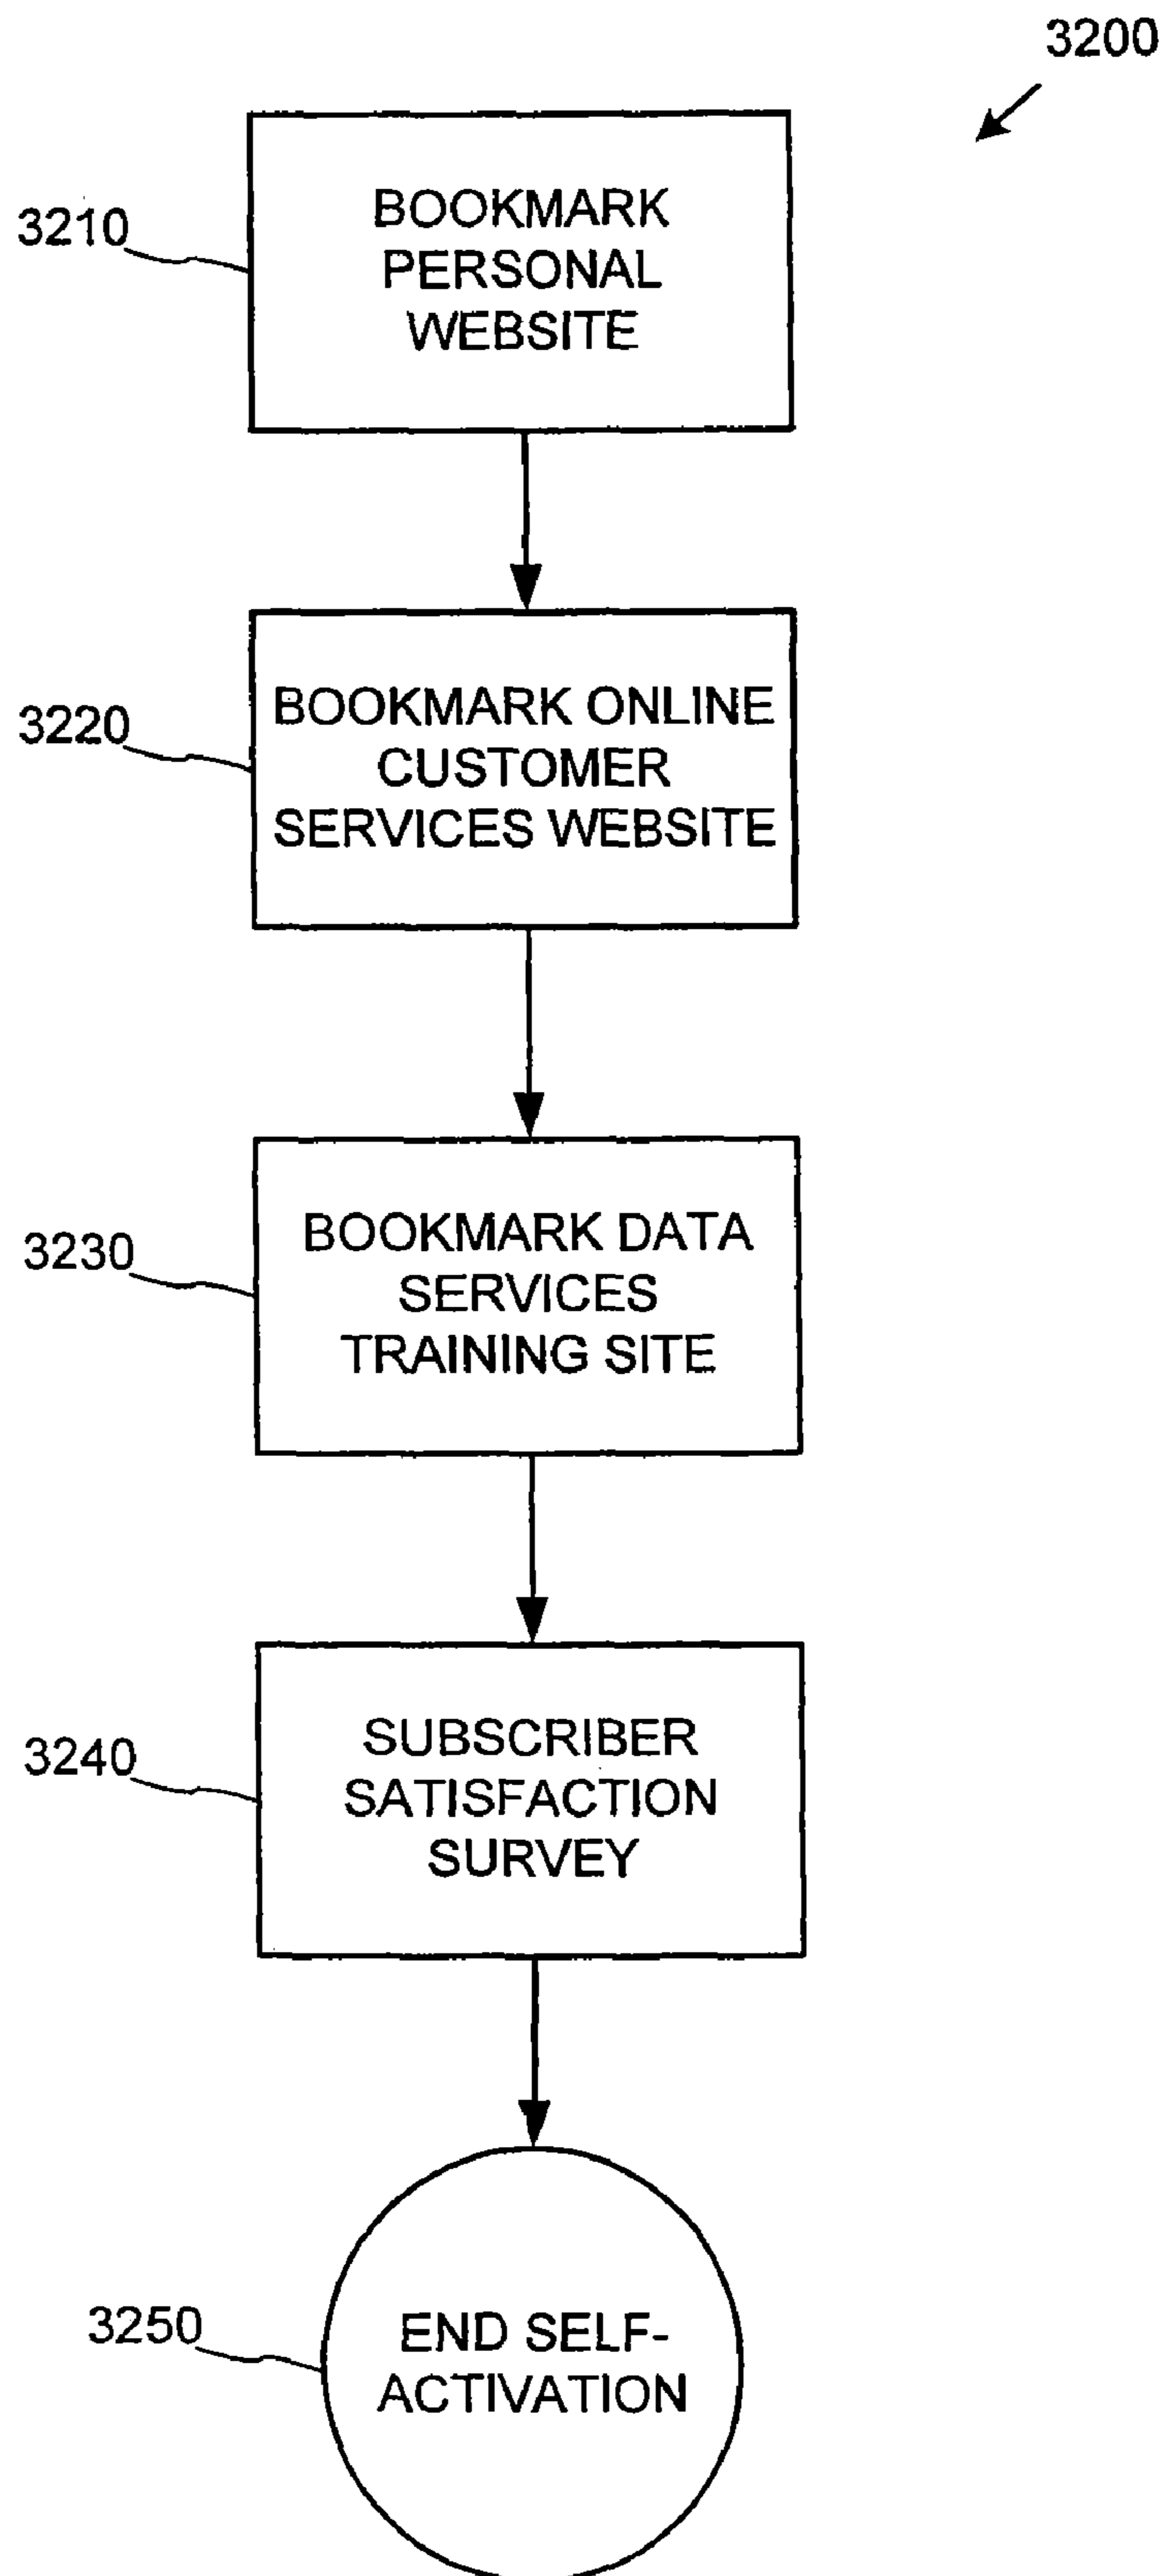 3200
3210
BOOKMARK
PERSONAL
WEBSITE
3220
BOOKMARK ONLINE
CUSTOMER
SERVICES WEBSITE
3230
BOOKMARK DATA
SERVICES
TRAINING SITE
3240
SUBSCRIBER
SATISFACTION
SURVEY
3250
END SELF-
ACTIVATION